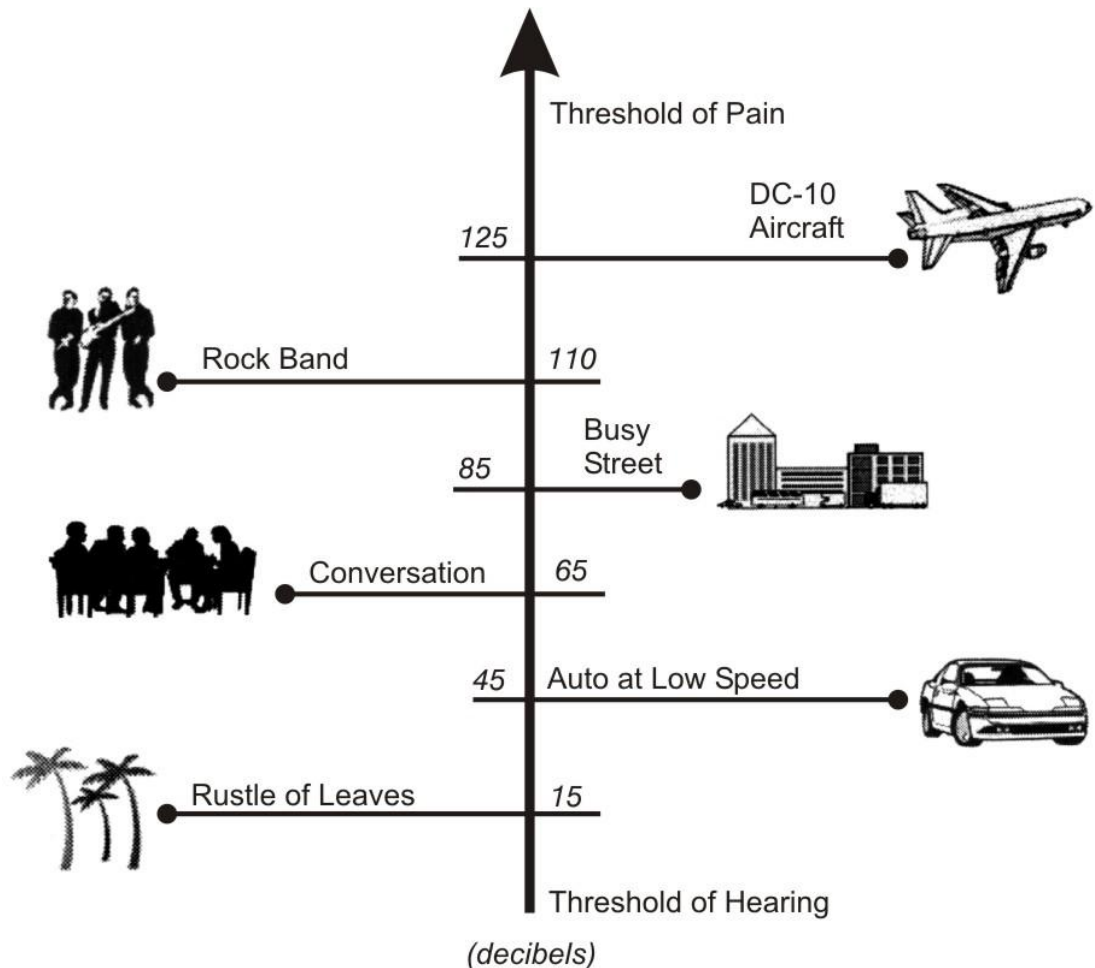 Threshold of Pain
DC-10
Aircraft
125
Rock Band
110
Busy
Street
85
Conversation
65
45
Auto at Low Speed
Rustle of Leaves
15
Threshold of Hearing
(decibels)